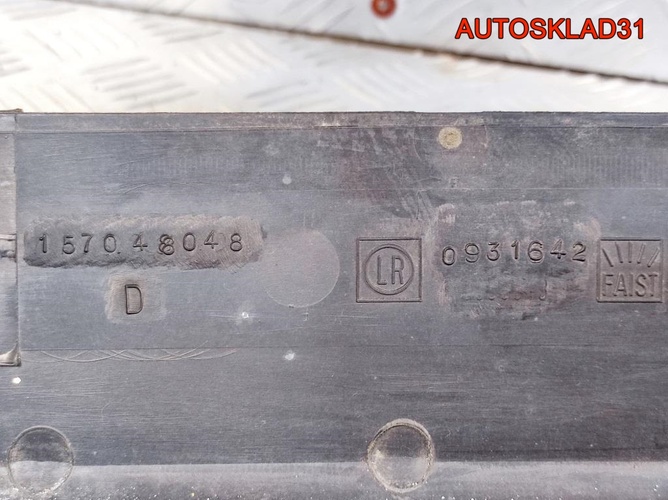 AUTOSKLAD31
1570.48048
D
LR
0931642
FAIST